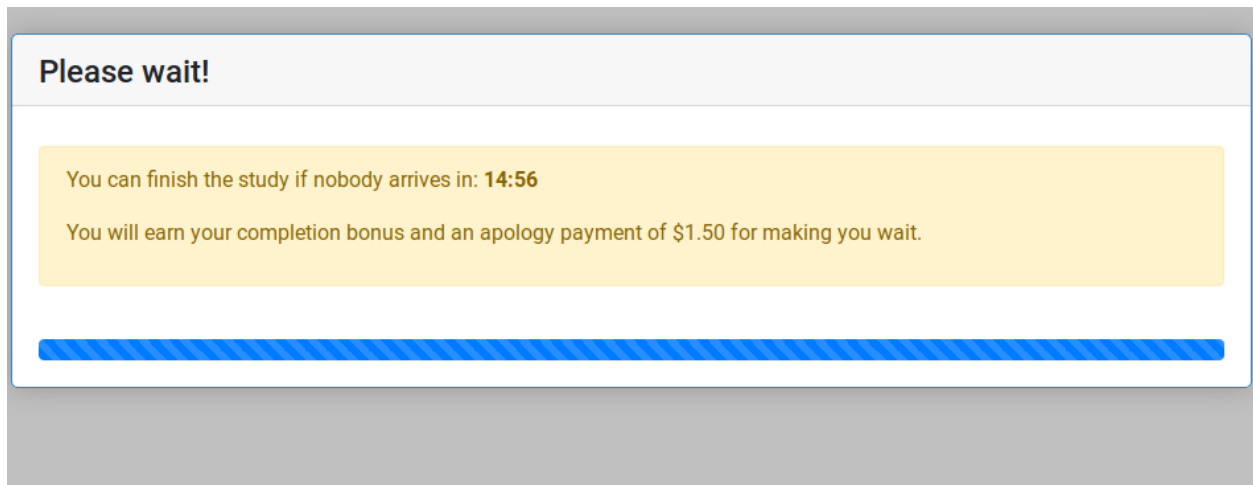 Please wait!
You can finish the study if nobody arrives in: 14:56
You will earn your completion bonus and an apology payment of $1.50 for making you wait.